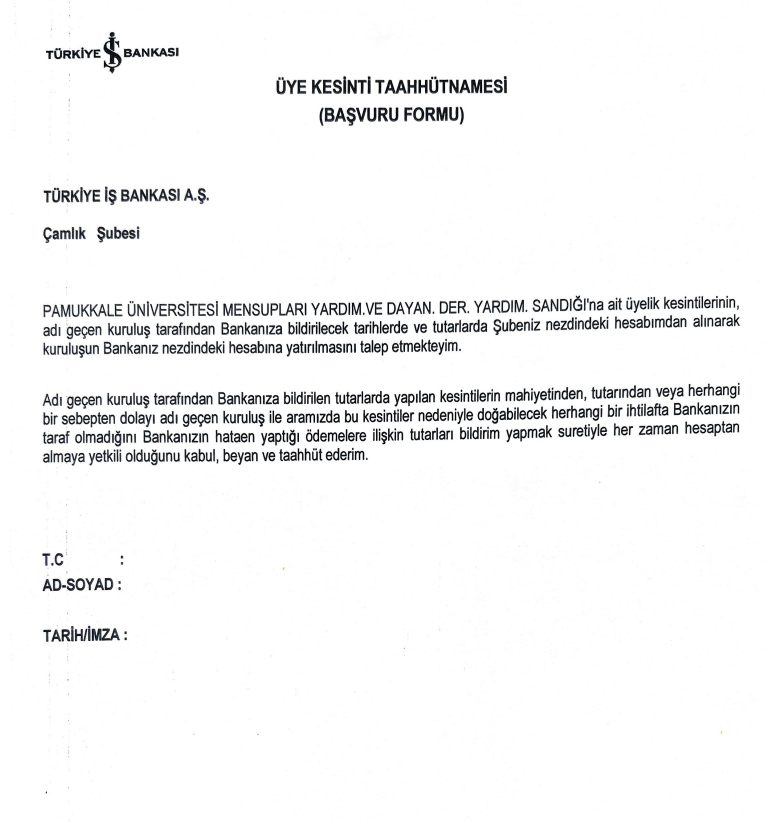 TÜRKİYE İŞ BANKASI
ÜYE KESİNTİ TAAHHÜTNAMESİ
(BAŞVURU FORMU)
TÜRKİYE İŞ BANKASI A.Ş.
Çamlık Şubesi
PAMUKKALE ÜNİVERSİTESİ MENSUPLARI YARDIM.VE DAYAN. DER. YARDIM. SANDIĞI'na ait üyelik kesintilerinin,
adı geçen kuruluş tarafından Bankanıza bildirilecek tarihlerde ve tutarlarda Şubeniz nezdindeki hesabımdan alınarak
kuruluşun Bankanız nezdindeki hesabına yatırılmasını talep etmekteyim.
Adı geçen kuruluş tarafından Bankanıza bildirilen tutarlarda yapılan kesintilerin mahiyetinden, tutarından veya herhangi
bir sebepten dolayı adı geçen kuruluş ile aramızda bu kesintiler nedeniyle doğabilecek herhangi bir ihtilafta Bankanızın
taraf olmadığını Bankanızın hataen yaptığı ödemelere ilişkin tutarları bildirim yapmak suretiyle her zaman hesaptan
almaya yetkili olduğunu kabul, beyan ve taahhüt ederim.
T.C :
AD-SOYAD :
TARİH/İMZA :